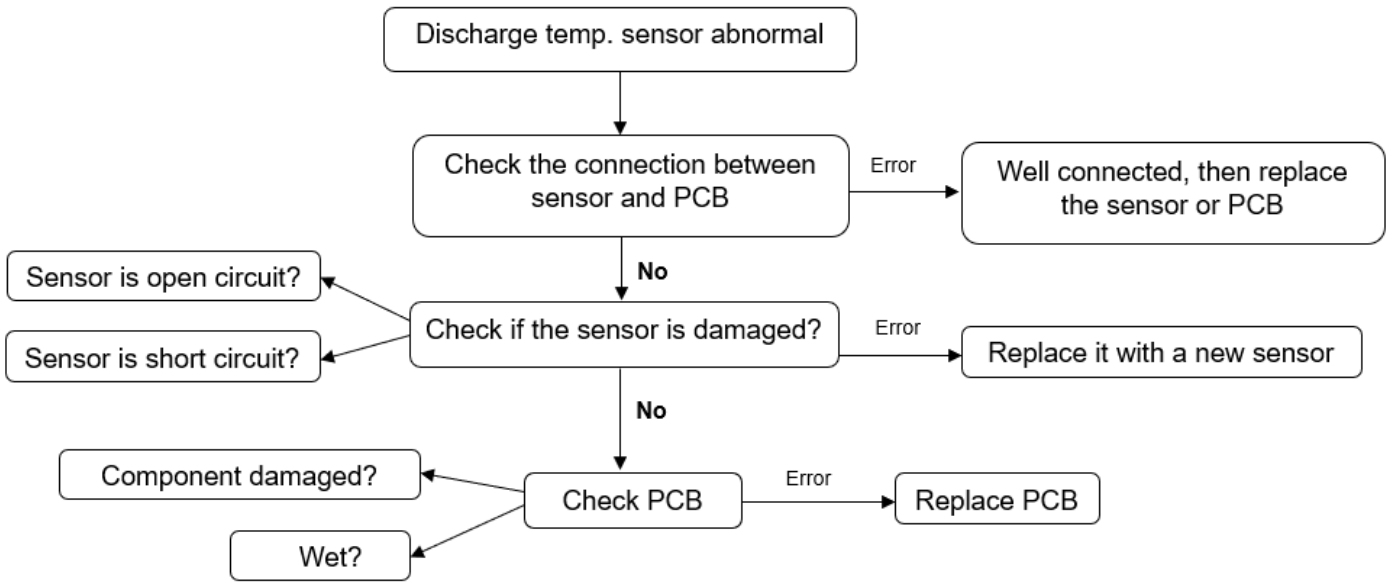 Discharge temp. sensor abnormal
Check the connection between
sensor and PCB
Error
Well connected, then replace
the sensor or PCB
No
Sensor is open circuit?
Sensor is short circuit?
Check if the sensor is damaged?
Error
Replace it with a new sensor
No
Component damaged?
Wet?
Check PCB
Error
Replace PCB